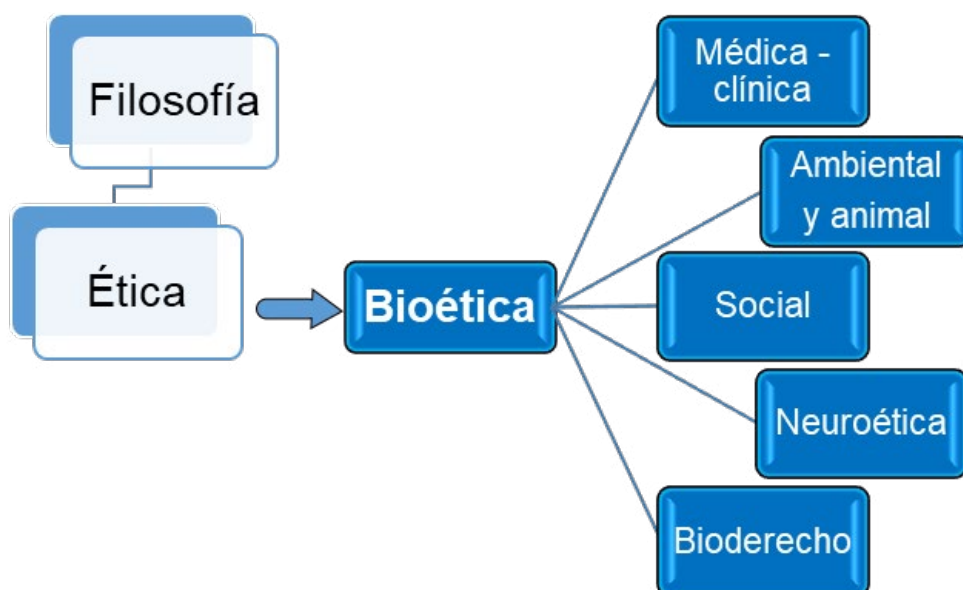 Filosofía
Ética
Bioética
Médica -
clínica
Ambiental
y animal
Social
Neuroética
Bioderecho